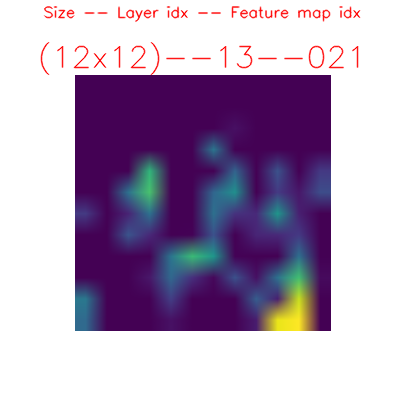 Size -- Layer idx -- Feature map idx
(12x12)--13--021